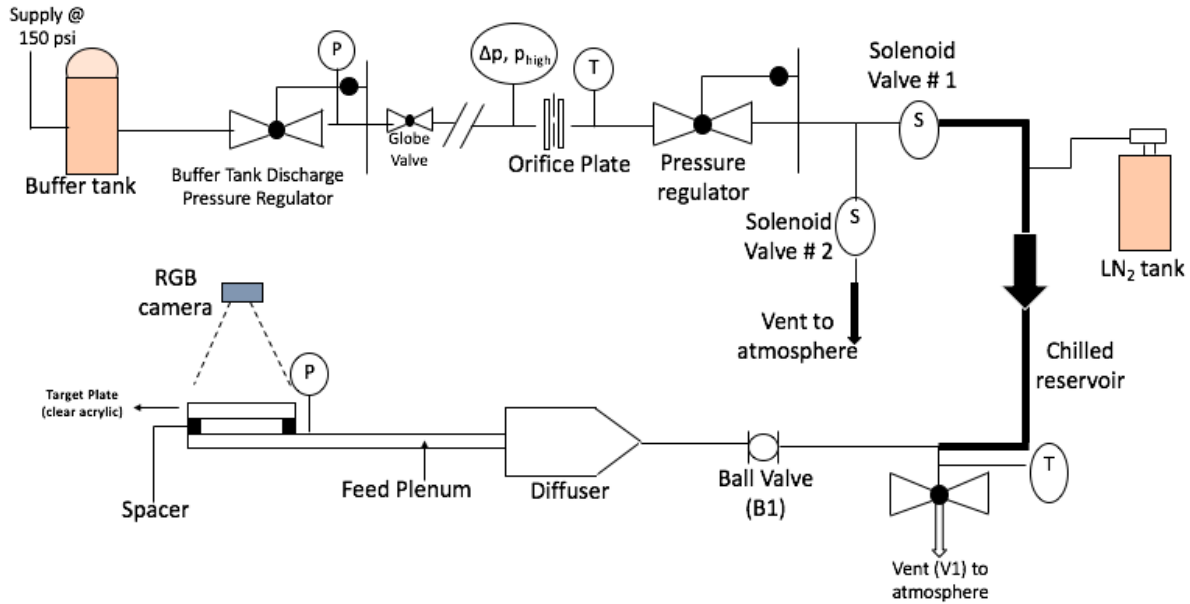 Supply @
150 psi
Buffer tank
P
Buffer Tank Discharge
Pressure Regulator
Globe
Valve
Δp, p_high
T
Orifice Plate
Pressure
regulator
Solenoid
Valve # 1
S
Solenoid
Valve # 2
S
Vent to
atmosphere
LN₂ tank
Chilled
reservoir
RGB
camera
Target Plate
(clear acrylic)
P
Spacer
Feed Plenum
Diffuser
Ball Valve
(B1)
T
Vent (V1) to
atmosphere